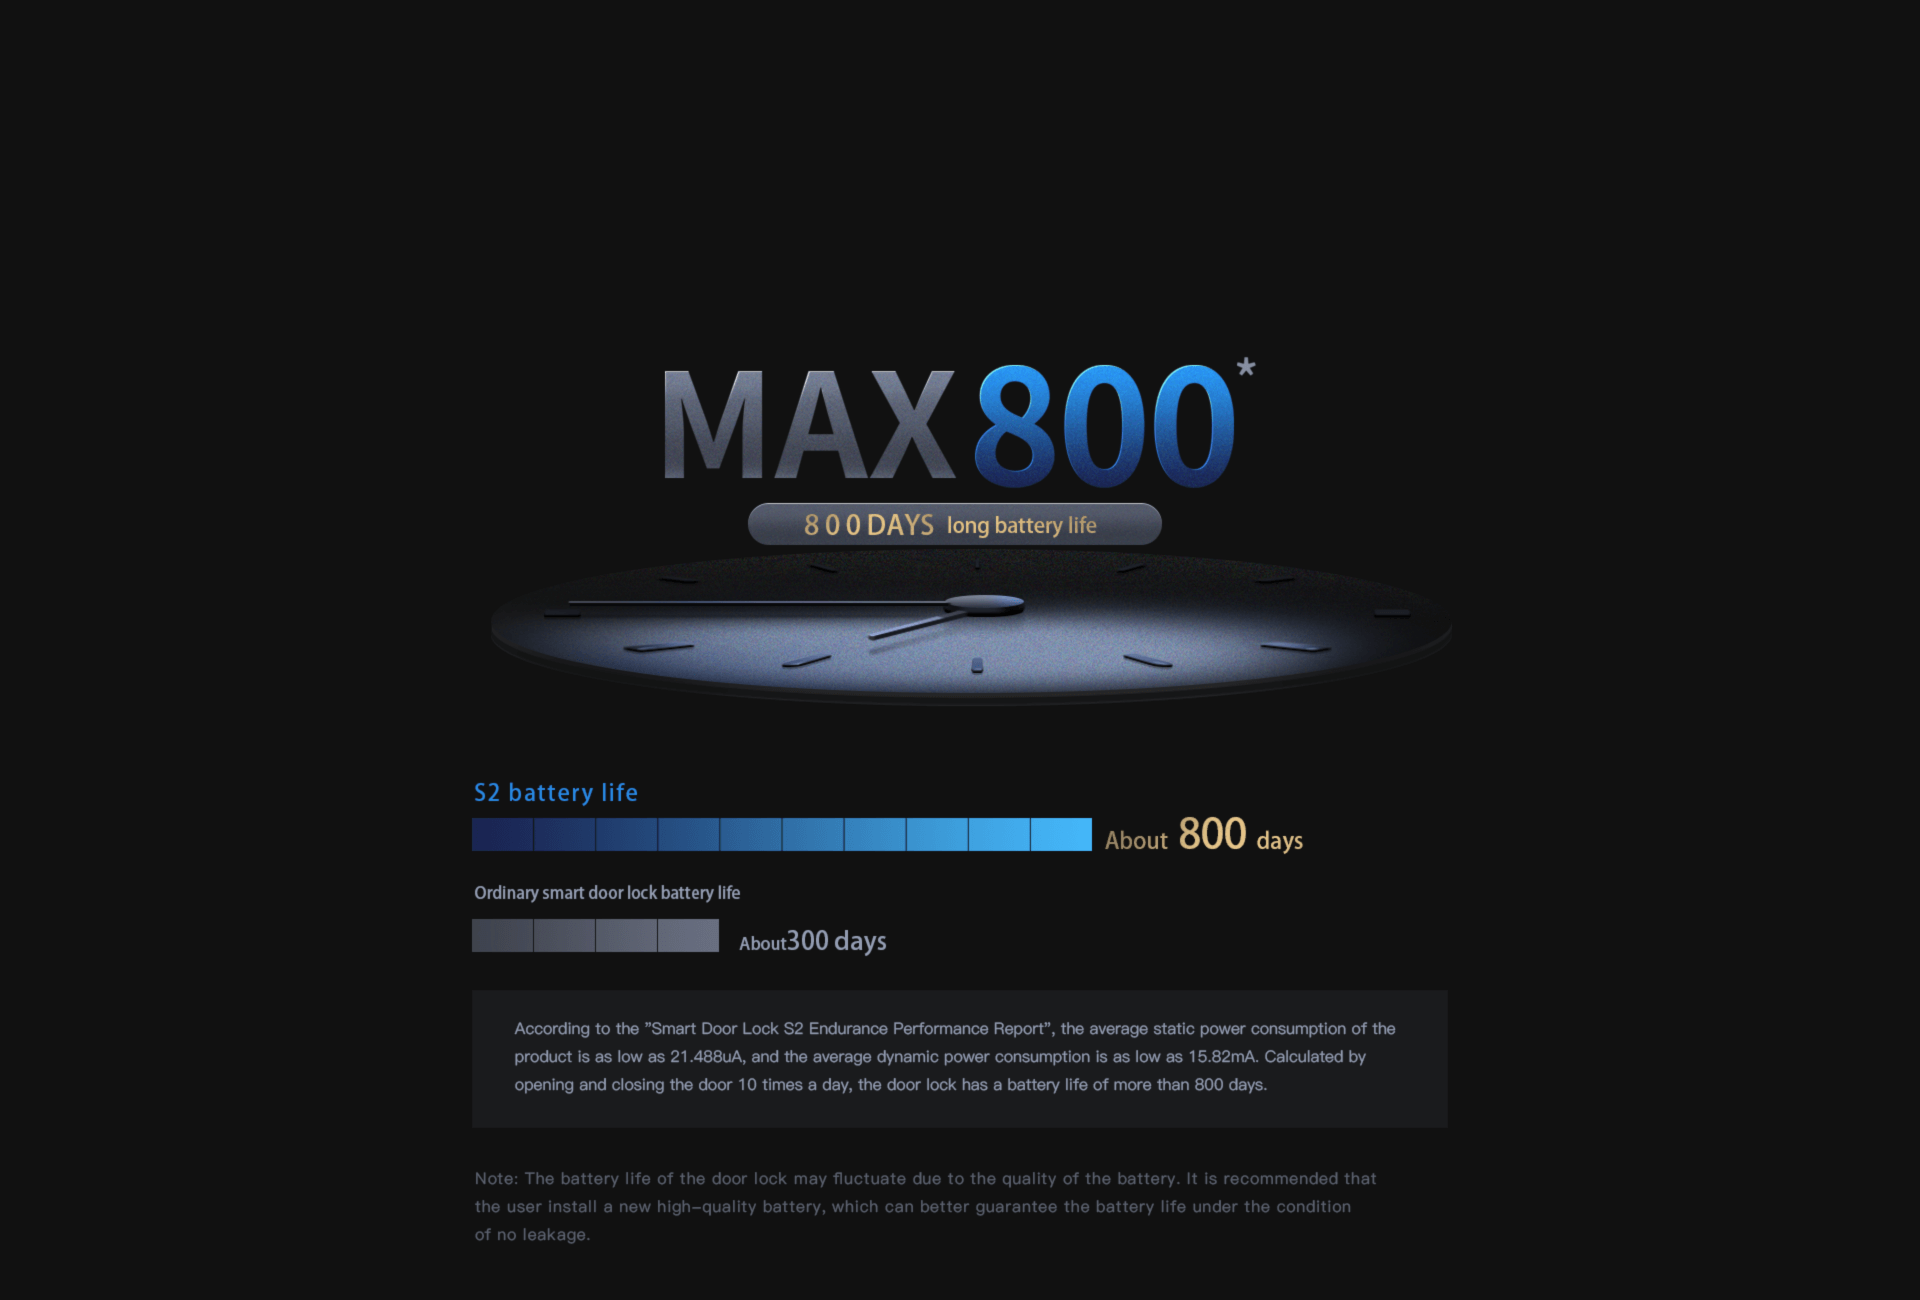 MAX 800*
800DAYS long battery life
S2 battery life
About 800 days
Ordinary smart door lock battery life
About300 days
According to the ”Smart Door Lock S2 Endurance Performance Report”, the average static power consumption of the
product is as low as 21.488uA, and the average dynamic power consumption is as low as 15.82mA. Calculated by
opening and closing the door 10 times a day, the door lock has a battery life of more than 800 days.
Note: The battery life of the door lock may fluctuate due to the quality of the battery. It is recommended that
the user install a new high–quality battery, which can better guarantee the battery life under the condition
of no leakage.